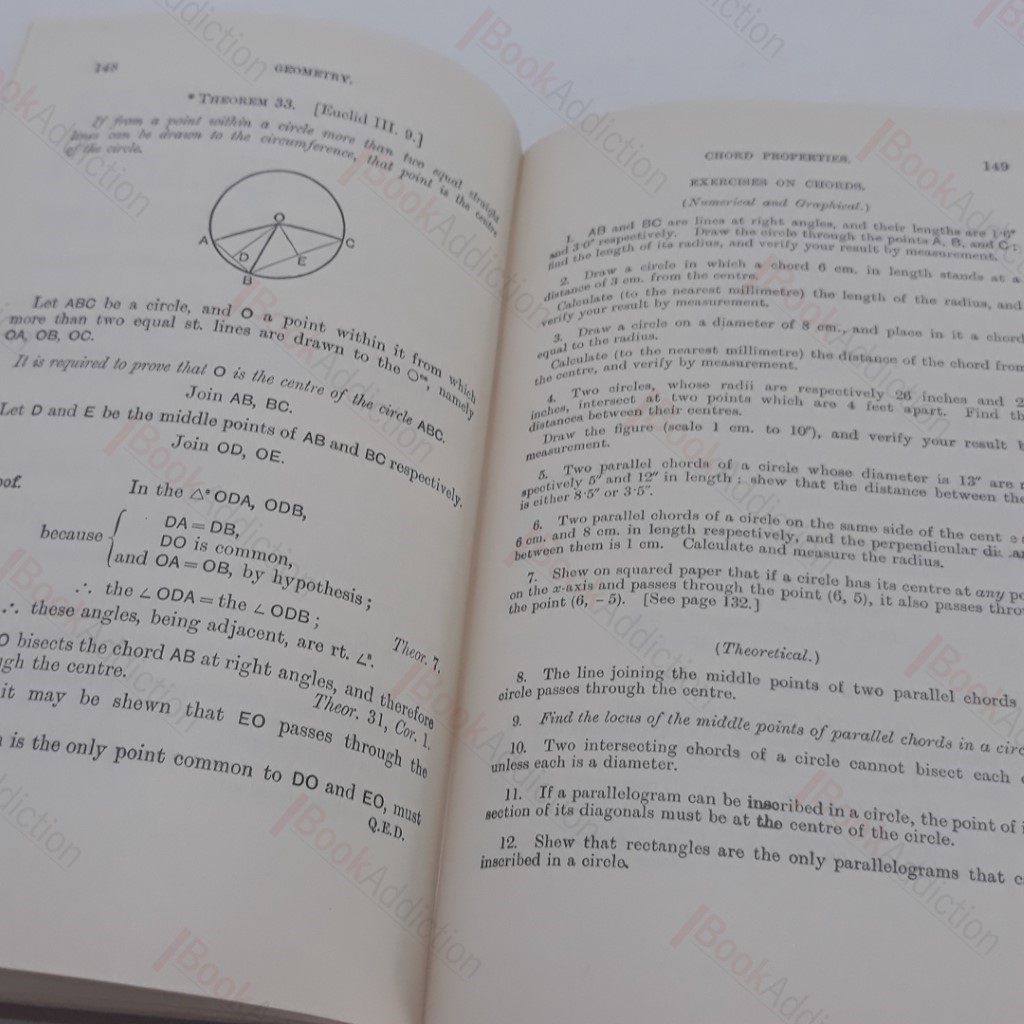 148
GEOMETRY.
* THEOREM 33. [Euclid III. 9.]
If from a point within a circle more than two equal straight
lines can be drawn to the circumference, that point is the centre
of the circle.
O
A
C
D
E
B
Let ABC be a circle, and O a point within it from which
more than two equal st. lines are drawn to the ○ce, namely
OA, OB, OC.
It is required to prove that O is the centre of the circle ABC.
Join AB, BC.
Let D and E be the middle points of AB and BC respectively.
Join OD, OE.
oof.
In the △s ODA, ODB,
DA = DB,
because { DO is common,
and OA = OB, by hypothesis;
∴ the ∠ ODA = the ∠ ODB; Theor. 7.
∴ these angles, being adjacent, are rt. ∠s.
O bisects the chord AB at right angles, and therefore
gh the centre. Theor. 31, Cor. 1.
it may be shewn that EO passes through the
is the only point common to DO and EO, must
Q.E.D.
CHORD PROPERTIES.
149
EXERCISES ON CHORDS.
(Numerical and Graphical.)
1. AB and BC are lines at right angles, and their lengths are 1·6"
and 3·0" respectively. Draw the circle through the points A, B, and C;
find the length of its radius, and verify your result by measurement.
2. Draw a circle in which a chord 6 cm. in length stands at a
distance of 3 cm. from the centre.
Calculate (to the nearest millimetre) the length of the radius, and
verify your result by measurement.
3. Draw a circle on a diameter of 8 cm., and place in it a chord
equal to the radius.
Calculate (to the nearest millimetre) the distance of the chord from
the centre, and verify by measurement.
4. Two circles, whose radii are respectively 26 inches and 2
inches, intersect at two points which are 4 feet apart. Find th
distances between their centres.
Draw the figure (scale 1 cm. to 10"), and verify your result b
measurement.
5. Two parallel chords of a circle whose diameter is 13" are r
spectively 5" and 12" in length: shew that the distance between the
is either 8·5" or 3·5".
6. Two parallel chords of a circle on the same side of the cent
6 cm. and 8 cm. in length respectively, and the perpendicular di
between them is 1 cm. Calculate and measure the radius.
7. Shew on squared paper that if a circle has its centre at any po
on the x-axis and passes through the point (6, 5), it also passes thro
the point (6, − 5). [See page 132.]
(Theoretical.)
8. The line joining the middle points of two parallel chords
circle passes through the centre.
9. Find the locus of the middle points of parallel chords in a circ
10. Two intersecting chords of a circle cannot bisect each
unless each is a diameter.
11. If a parallelogram can be inscribed in a circle, the point of i
section of its diagonals must be at the centre of the circle.
12. Shew that rectangles are the only parallelograms that c
inscribed in a circle.
BookAddiction